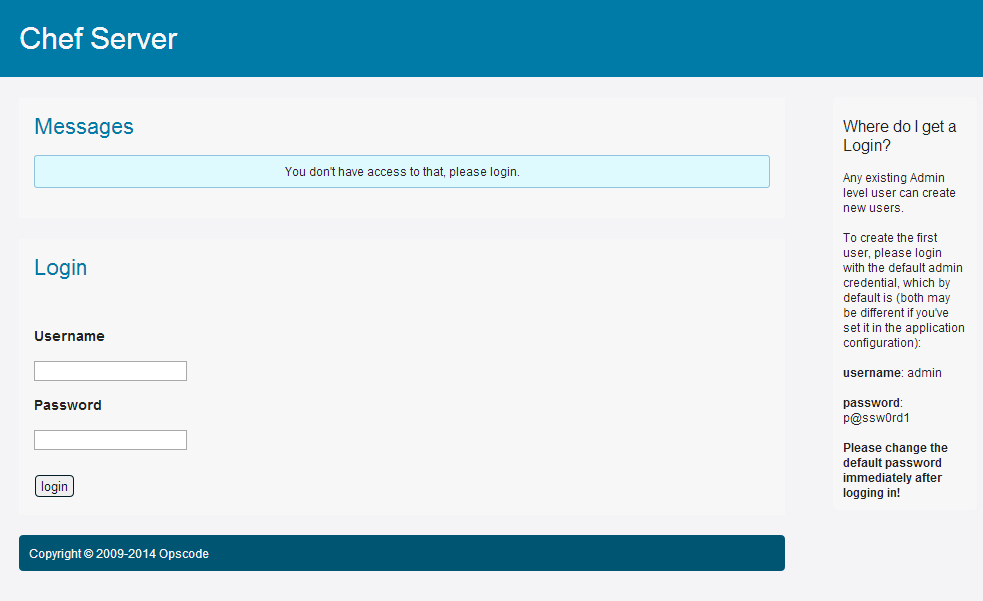 Chef Server
Messages
You don't have access to that, please login.
Login
Username
Password
login
Copyright © 2009-2014 Opscode
Where do I get a
Login?
Any existing Admin
level user can create
new users.
To create the first
user, please login
with the default admin
credential, which by
default is (both may
be different if you've
set it in the application
configuration):
username: admin
password:
p@ssw0rd1
Please change the
default password
immediately after
logging in!